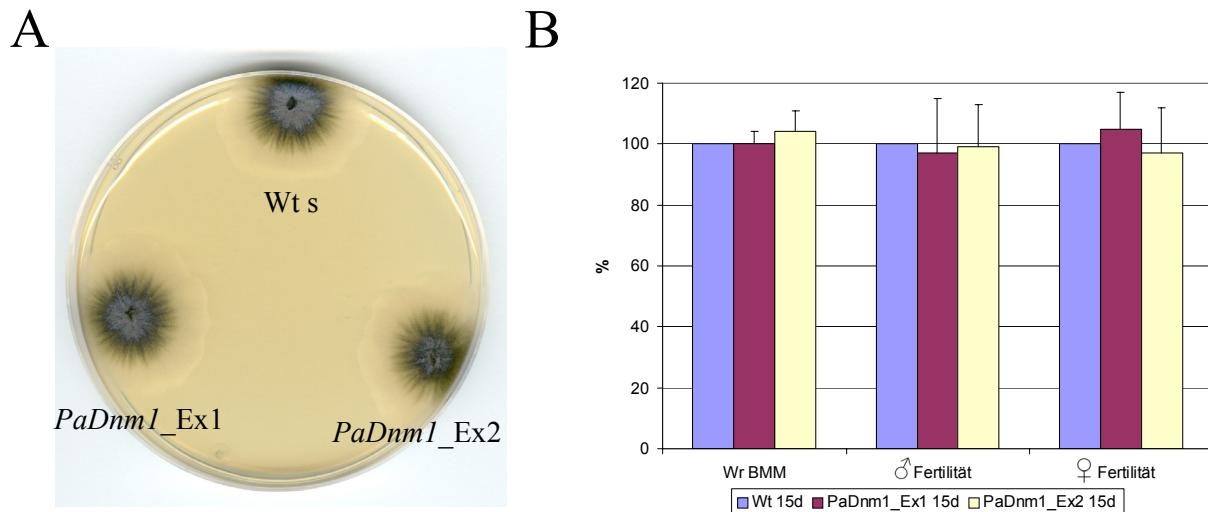 A
B
Wt s
PaDnm1_Ex1
PaDnm1_Ex2
120
100
80
60
40
20
0
%
Wr BMM
♂ Fertilität
♀ Fertilität
Wt 15d PaDnm1_Ex1 15d PaDnm1_Ex2 15d